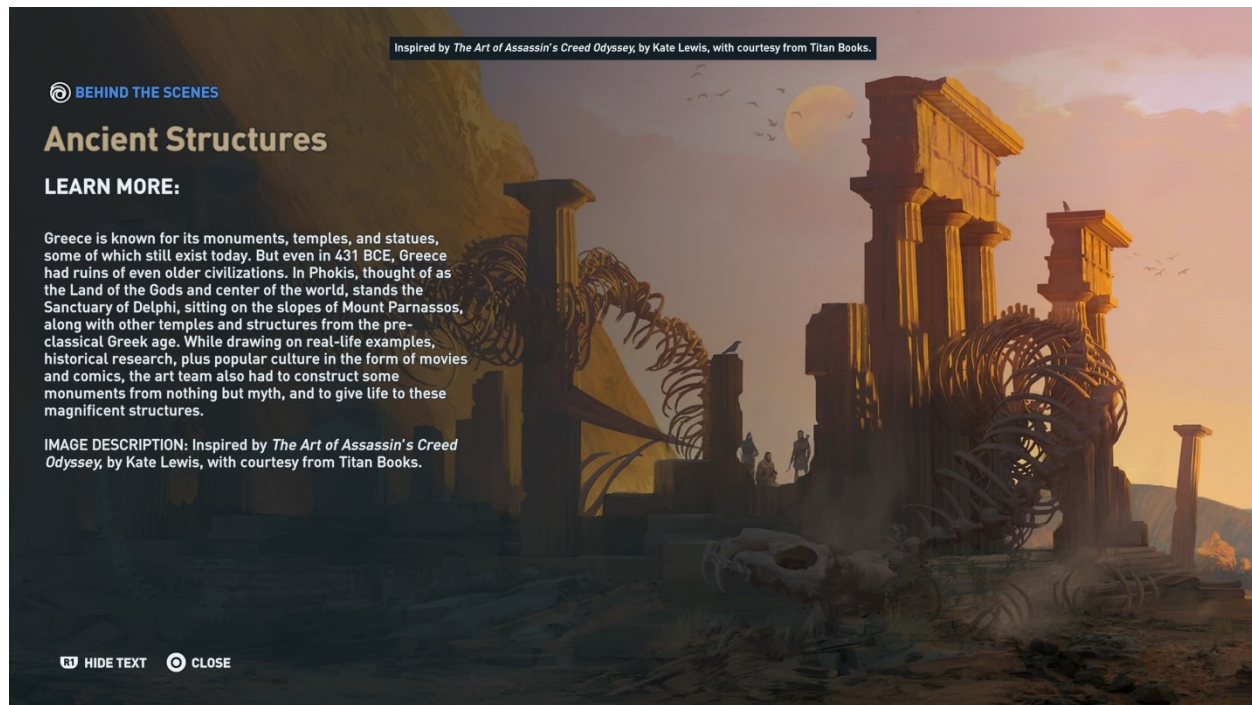 Inspired by The Art of Assassin's Creed Odyssey, by Kate Lewis, with courtesy from Titan Books.
BEHIND THE SCENES
Ancient Structures
LEARN MORE:
Greece is known for its monuments, temples, and statues,
some of which still exist today. But even in 431 BCE, Greece
had ruins of even older civilizations. In Phokis, thought of as
the Land of the Gods and center of the world, stands the
Sanctuary of Delphi, sitting on the slopes of Mount Parnassos,
along with other temples and structures from the pre-
classical Greek age. While drawing on real-life examples,
historical research, plus popular culture in the form of movies
and comics, the art team also had to construct some
monuments from nothing but myth, and to give life to these
magnificent structures.
IMAGE DESCRIPTION: Inspired by The Art of Assassin's Creed
Odyssey, by Kate Lewis, with courtesy from Titan Books.
R1 HIDE TEXT CLOSE